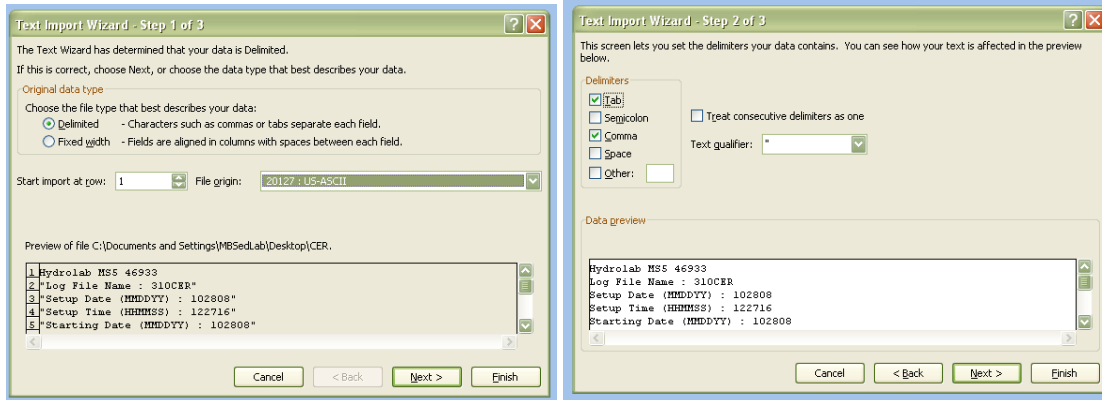 Text Import Wizard - Step 1 of 3
The Text Wizard has determined that your data is Delimited.
If this is correct, choose Next, or choose the data type that best describes your data.
Original data type
Choose the file type that best describes your data:
Delimited - Characters such as commas or tabs separate each field.
Fixed width - Fields are aligned in columns with spaces between each field.
Start import at row: 1 File origin: 20127 : US-ASCII
Preview of file C:\Documents and Settings\MBSedLab\Desktop\CER.
1 Hydrolab MS5 46933
2 "Log File Name : 310CER"
3 "Setup Date (MMDDYY) : 102808"
4 "Setup Time (HHMMSS) : 122716"
5 "Starting Date (MMDDYY) : 102808"
Cancel < Back Next > Finish
Text Import Wizard - Step 2 of 3
This screen lets you set the delimiters your data contains. You can see how your text is affected in the preview
below.
Delimiters
Tab
Semicolon
Comma
Space
Other:
Treat consecutive delimiters as one
Text qualifier: "
Data preview
Hydrolab MS5 46933
Log File Name : 310CER
Setup Date (MMDDYY) : 102808
Setup Time (HHMMSS) : 122716
Starting Date (MMDDYY) : 102808
Cancel < Back Next > Finish